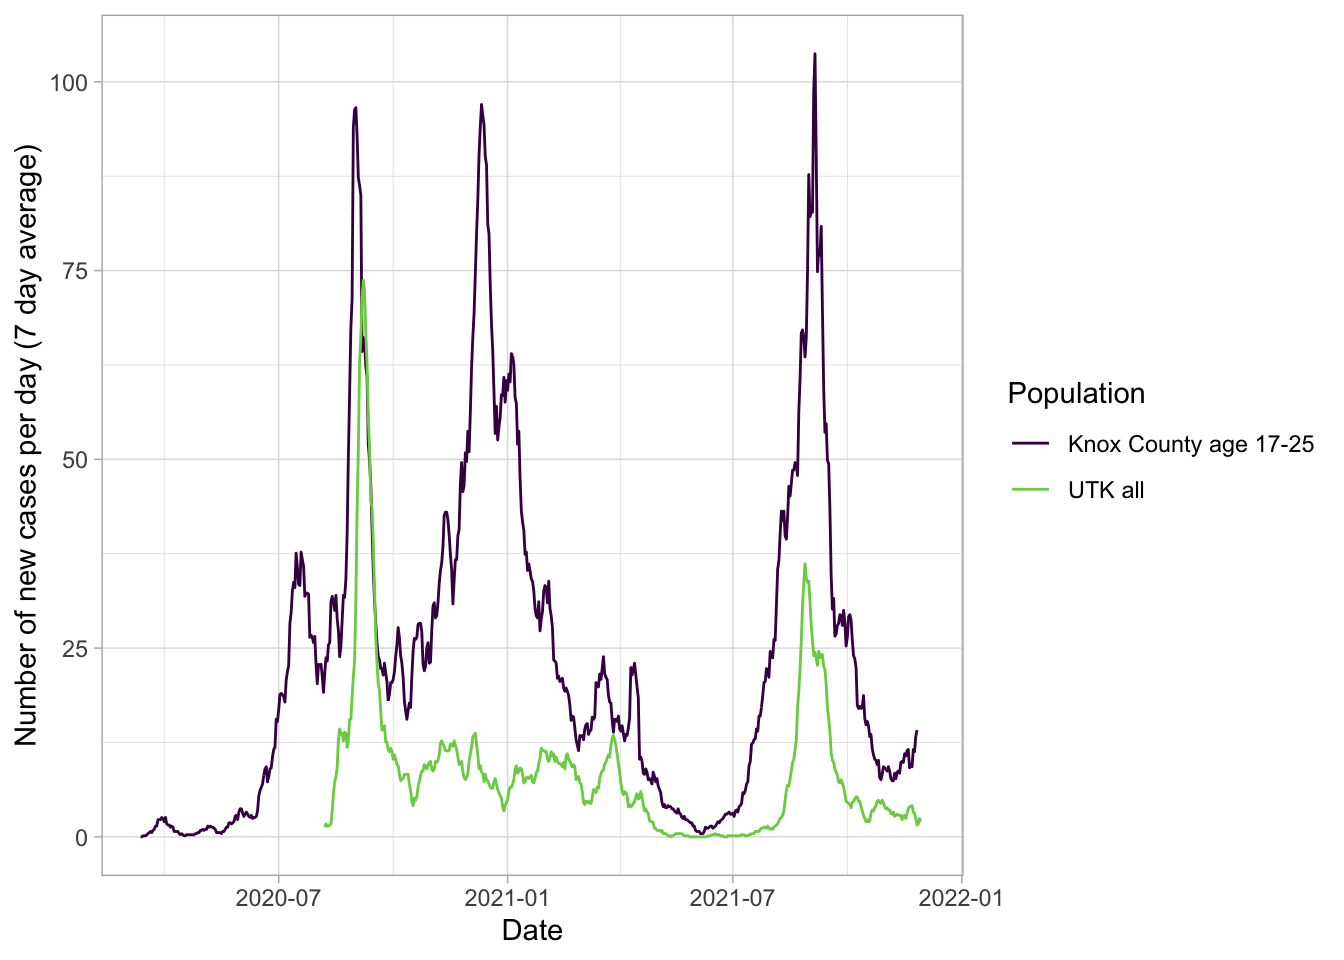 Number of new cases per day (7 day average)
100
75
50
25
0
2020-07
2021-01
2021-07
2022-01
Date
Population
Knox County age 17-25
UTK all